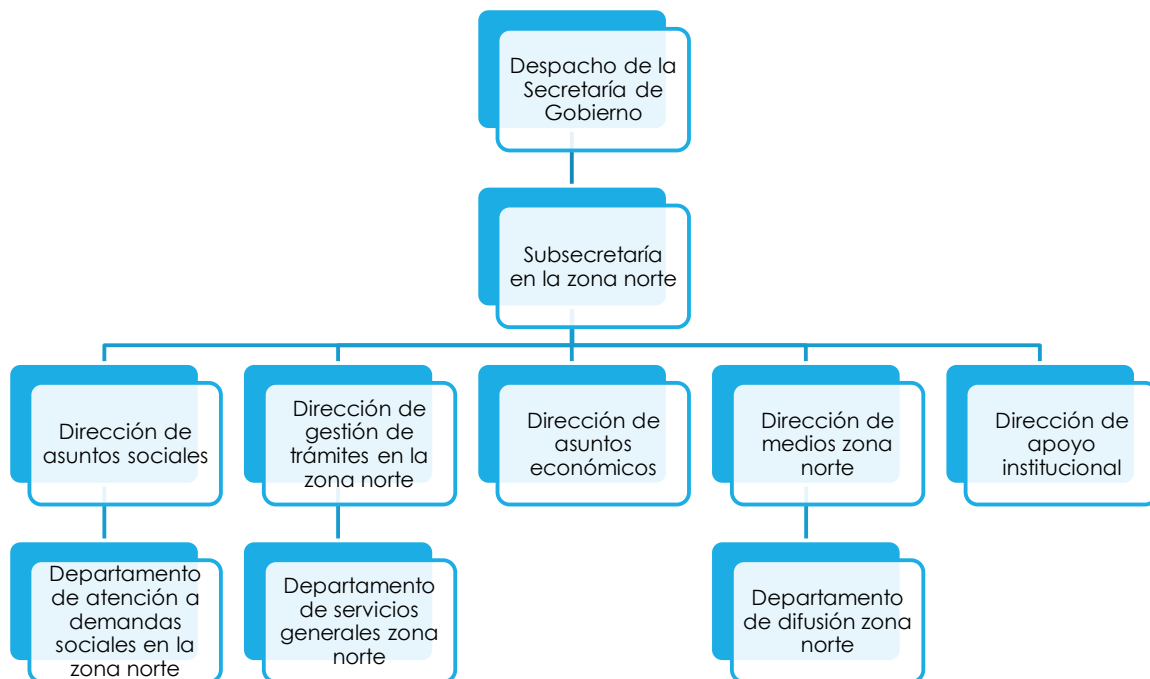 Despacho de la
Secretaría de
Gobierno
Subsecretaría
en la zona norte
Dirección de
asuntos sociales
Dirección de
gestión de
trámites en la
zona norte
Dirección de
asuntos
económicos
Dirección de
medios zona
norte
Dirección de
apoyo
institucional
Departamento
de atención a
demandas
sociales en la
zona norte
Departamento
de servicios
generales zona
norte
Departamento
de difusión zona
norte